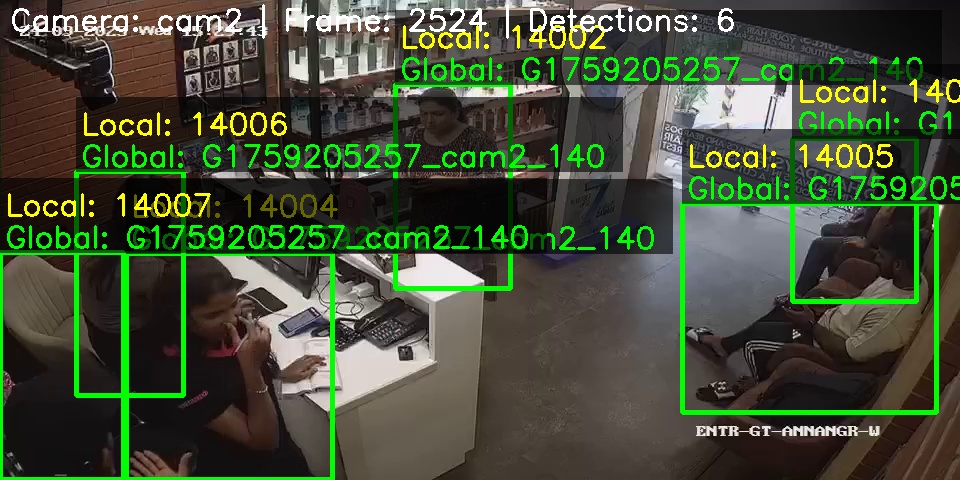 Camera: cam2 | Frame: 2524 | Detections: 6
Local: 14002
Global: G1759205257_cam2_140
Local: 140
Global: G1
Local: 14006
Global: G1759205257_cam2_140
Local: 14005
Global: G175920525
Local: 14007
Local: 14004
Global: G1759205257_cam2_140
m2_140
ENTR-GT-ANNANGR-W